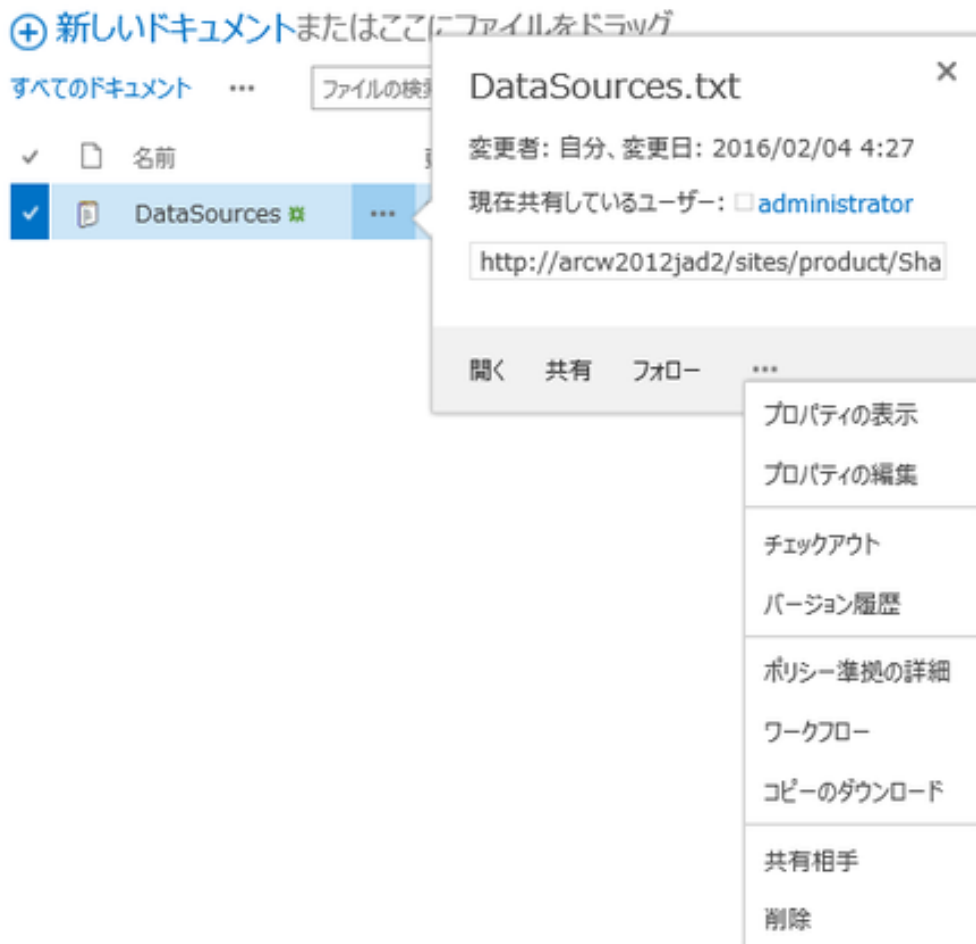 新しいドキュメントまたはここにファイルをドラッグ
すべてのドキュメント ...
ファイルの検
名前
DataSources ...
DataSources.txt
変更者: 自分、変更日: 2016/02/04 4:27
現在共有しているユーザー: administrator
http://arcw2012jad2/sites/product/Sha
開く 共有 フォロー ...
プロパティの表示
プロパティの編集
チェックアウト
バージョン履歴
ポリシー準拠の詳細
ワークフロー
コピーのダウンロード
共有相手
削除